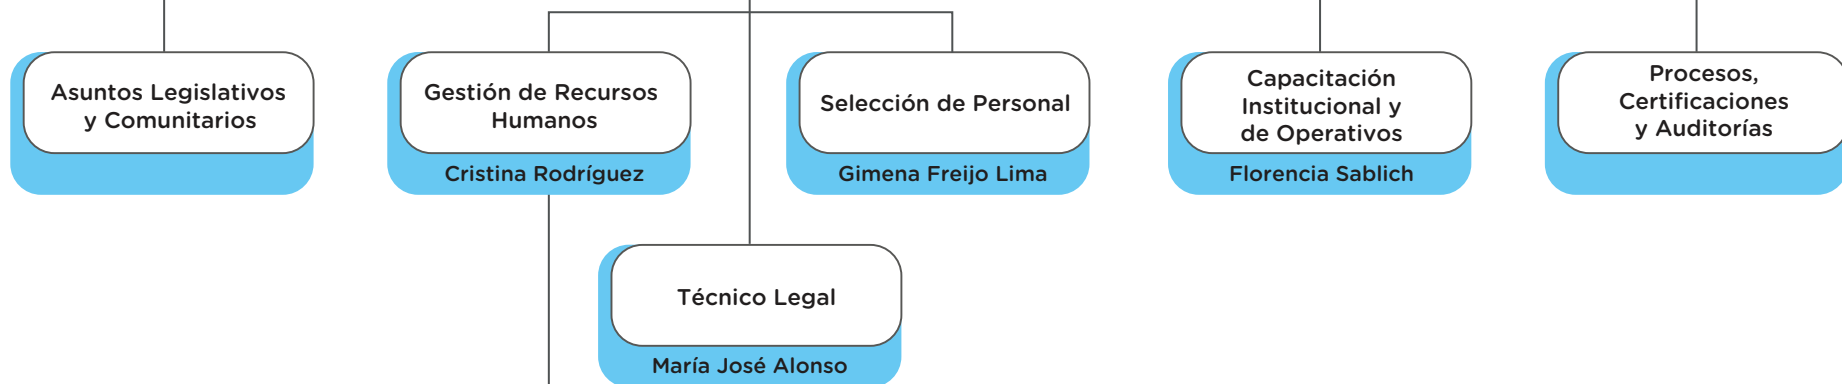 Asuntos Legislativos
y Comunitarios
Gestión de Recursos
Humanos
Cristina Rodríguez
Selección de Personal
Gimena Freijo Lima
Capacitación
Institucional y
de Operativos
Florencia Sablich
Procesos,
Certificaciones
y Auditorías
Técnico Legal
María José Alonso